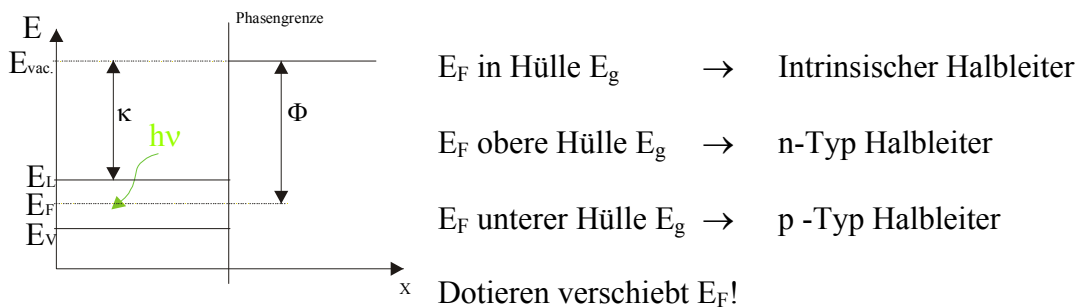 Phasengrenze
E
Evac.
κ
Φ
hν
EL
EF
EV
x
EF in Hülle Eg → Intrinsischer Halbleiter
EF obere Hülle Eg → n-Typ Halbleiter
EF unterer Hülle Eg → p -Typ Halbleiter
Dotieren verschiebt EF!